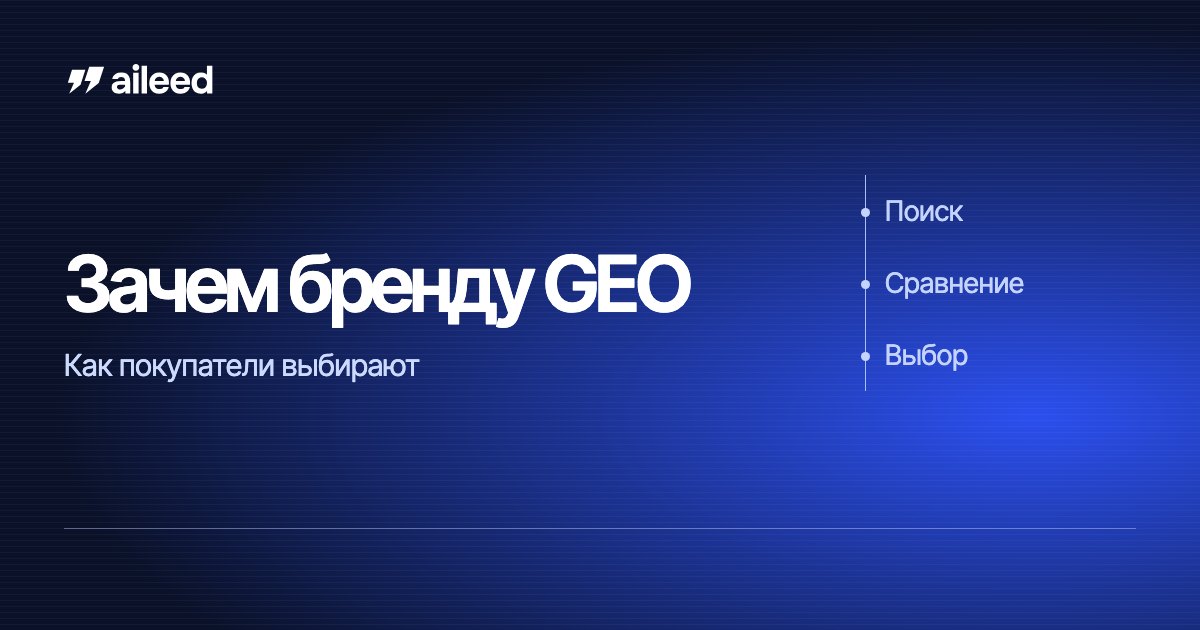 aileed
Зачем бренду GEO
Как покупатели выбирают
Поиск
Сравнение
Выбор